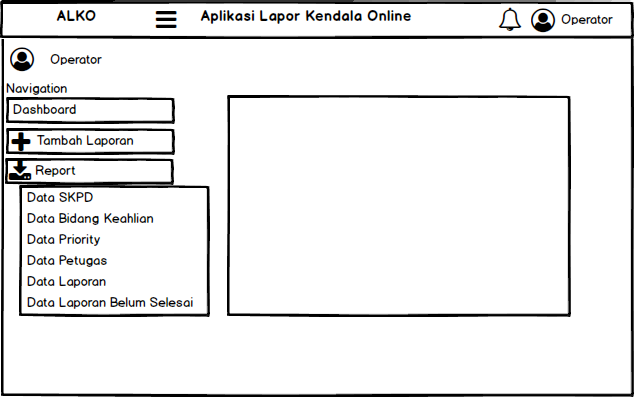 ALKO
Aplikasi Lapor Kendala Online
Operator
Operator
Navigation
Dashboard
Tambah Laporan
Report
Data SKPD
Data Bidang Keahlian
Data Priority
Data Petugas
Data Laporan
Data Laporan Belum Selesai